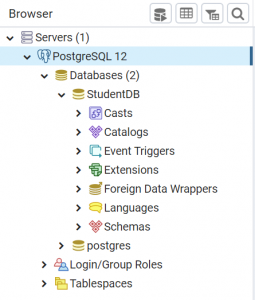 Browser
Servers (1)
PostgreSQL 12
Databases (2)
StudentDB
Casts
Catalogs
Event Triggers
Extensions
Foreign Data Wrappers
Languages
Schemas
postgres
Login/Group Roles
Tablespaces